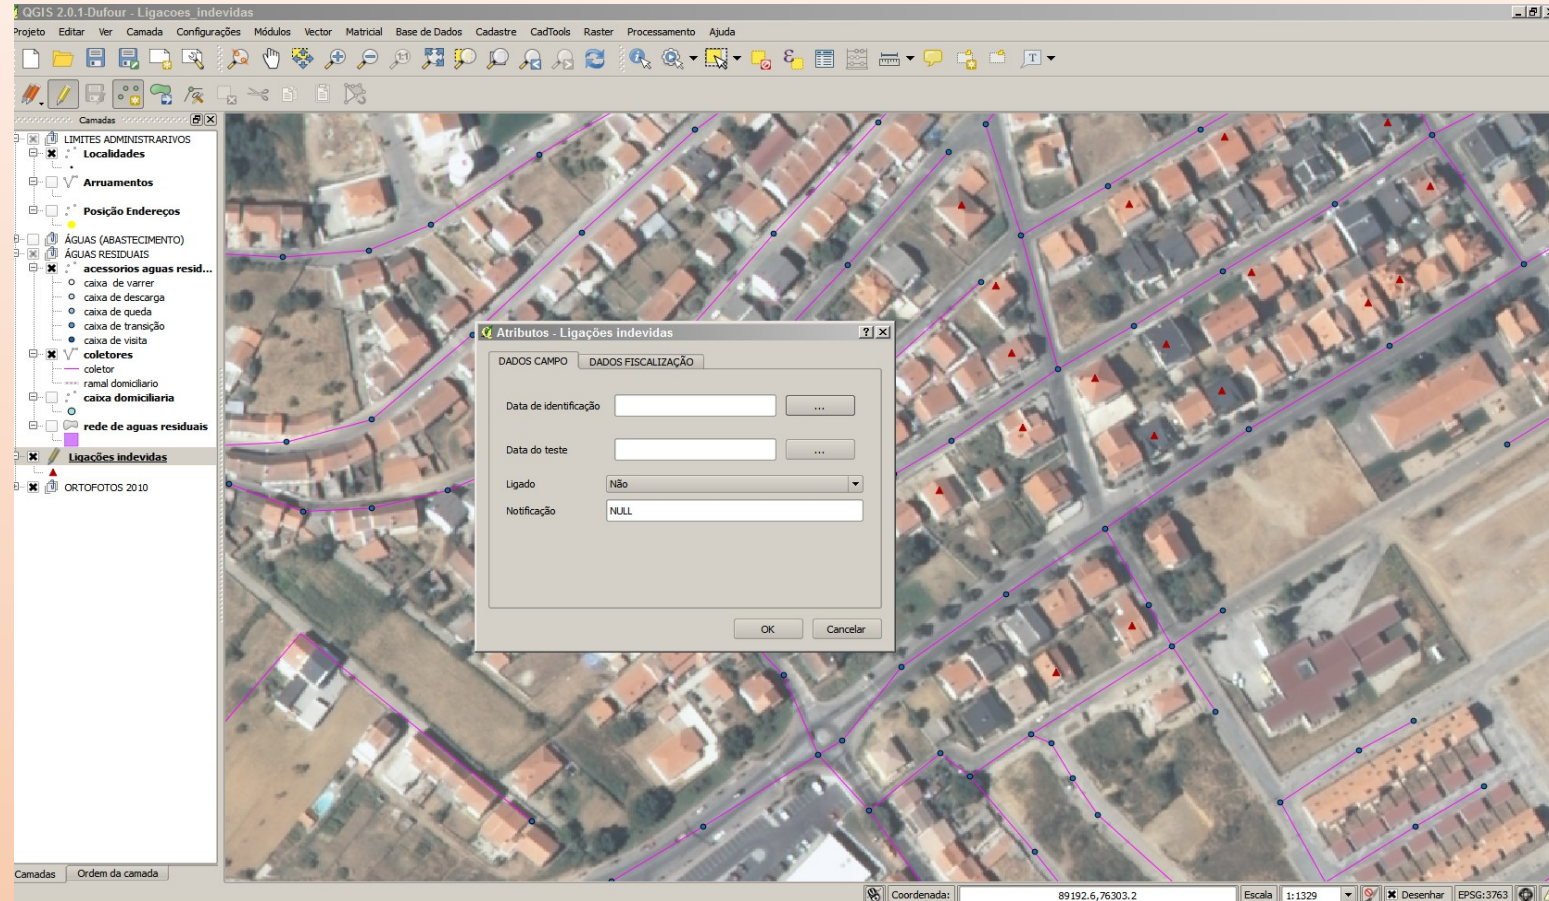 QGIS 2.0.1-Dufour - Ligacoes_indevidas
Projeto Editar Ver Camada Configurações Módulos Vector Matricial Base de Dados Cadastre CadTools Raster Processamento Ajuda
Camadas
LIMITES ADMINISTRARIVOS
Localidades
Arruamentos
Posição Endereços
ÁGUAS (ABASTECIMENTO)
ÁGUAS RESIDUAIS
acessorios aguas resid...
caixa de varrer
caixa de descarga
caixa de queda
caixa de transição
caixa de visita
coletores
coletor
ramal domiciliario
caixa domiciliaria
rede de aguas residuais
Ligações indevidas
ORTOFOTOS 2010
Atributos - Ligações indevidas
DADOS CAMPO DADOS FISCALIZAÇÃO
Data de identificação ...
Data do teste ...
Ligado Não
Notificação NULL
OK Cancelar
Camadas Ordem da camada
Coordenada: 89192.6,76303.2 Escala 1:1329 Desenhar EPSG:3763